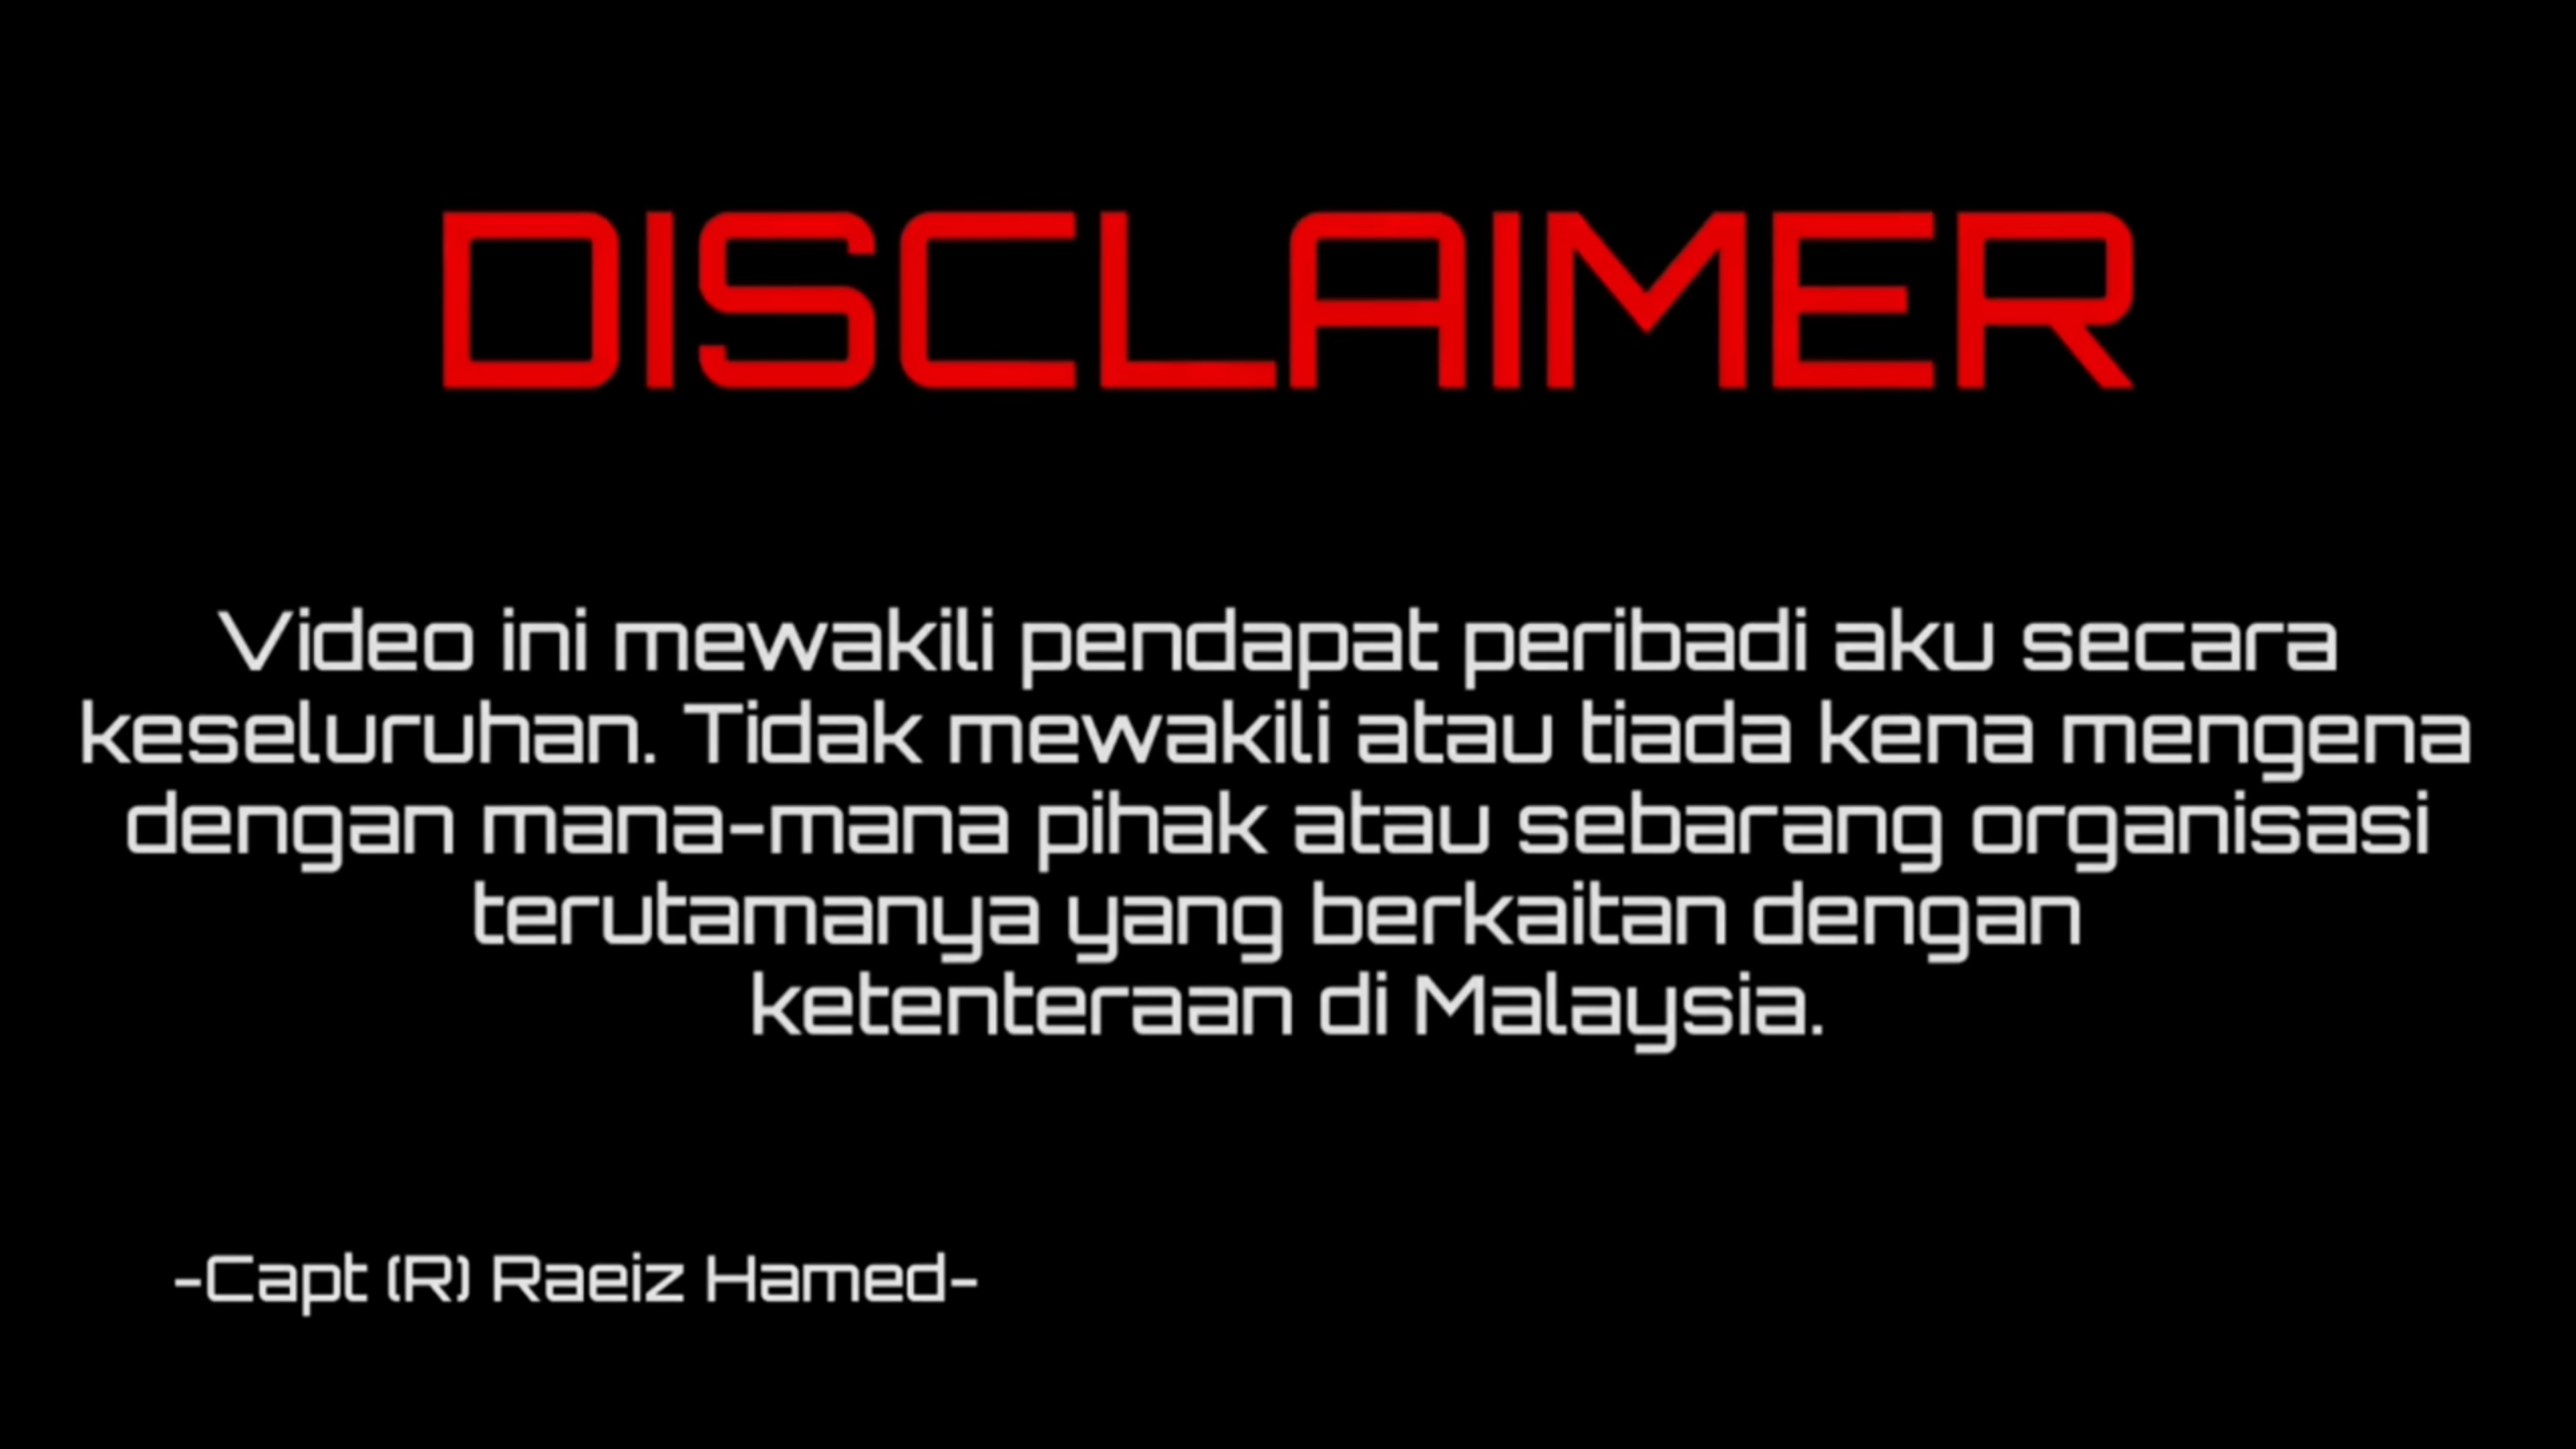 DISCLAIMER
Video ini mewakili pendapat peribadi aku secara
keseluruhan. Tidak mewakili atau tiada kena mengena
dengan mana-mana pihak atau sebarang organisasi
terutamanya yang berkaitan dengan
ketenteraan di Malaysia.
-Capt (R) Raeiz Hamed-